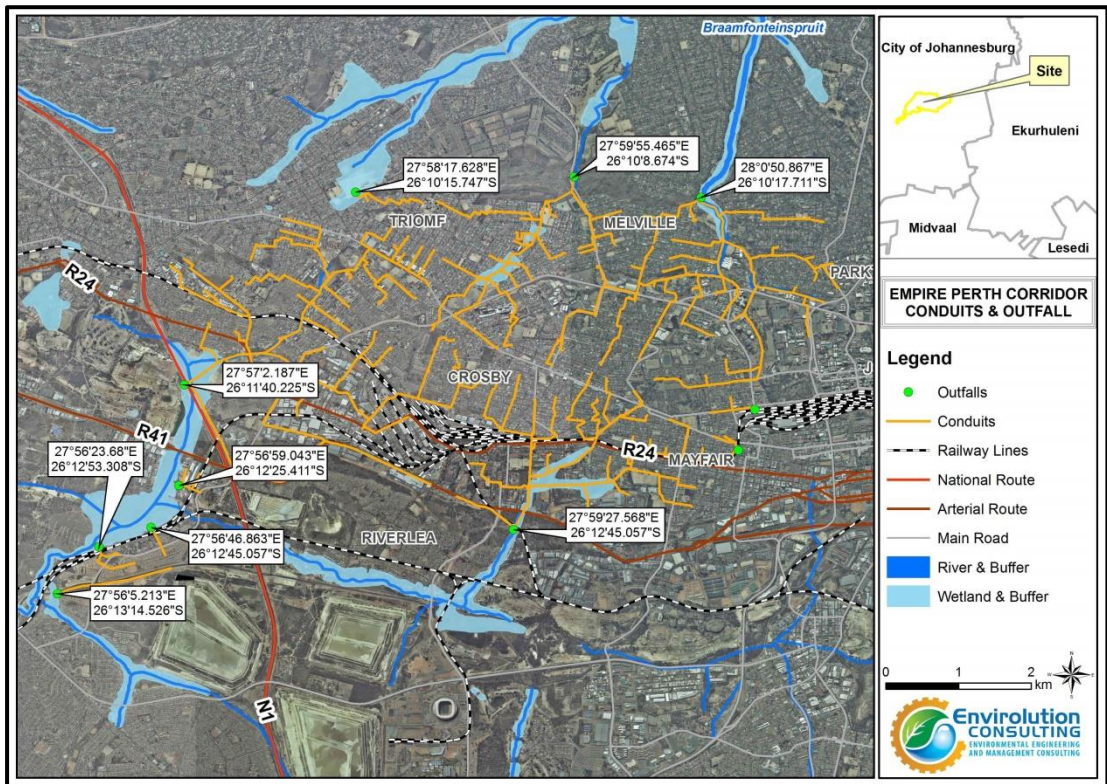 Braamfonteinspruit
27°58'17.628"E
26°10'15.747"S
27°59'55.465"E
26°10'8.674"S
28°0'50.867"E
26°10'17.711"S
TRIOMF
MELVILLE
PARK
R24
27°57'2.187"E
26°11'40.225"S
CROSBY
J
R41
27°56'23.68"E
26°12'53.308"S
27°56'59.043"E
26°12'25.411"S
R24
MAYFAIR
27°59'27.568"E
26°12'45.057"S
RIVERLEA
27°56'46.863"E
26°12'45.057"S
27°56'5.213"E
26°13'14.526"S
N1
City of Johannesburg
Site
Ekurhuleni
Midvaal
Lesedi
EMPIRE PERTH CORRIDOR
CONDUITS & OUTFALL
Legend
Outfalls
Conduits
Railway Lines
National Route
Arterial Route
Main Road
River & Buffer
Wetland & Buffer
0 1 2
km
N
W E
S
Envirolution
CONSULTING
ENVIRONMENTAL ENGINEERING
AND MANAGEMENT CONSULTING